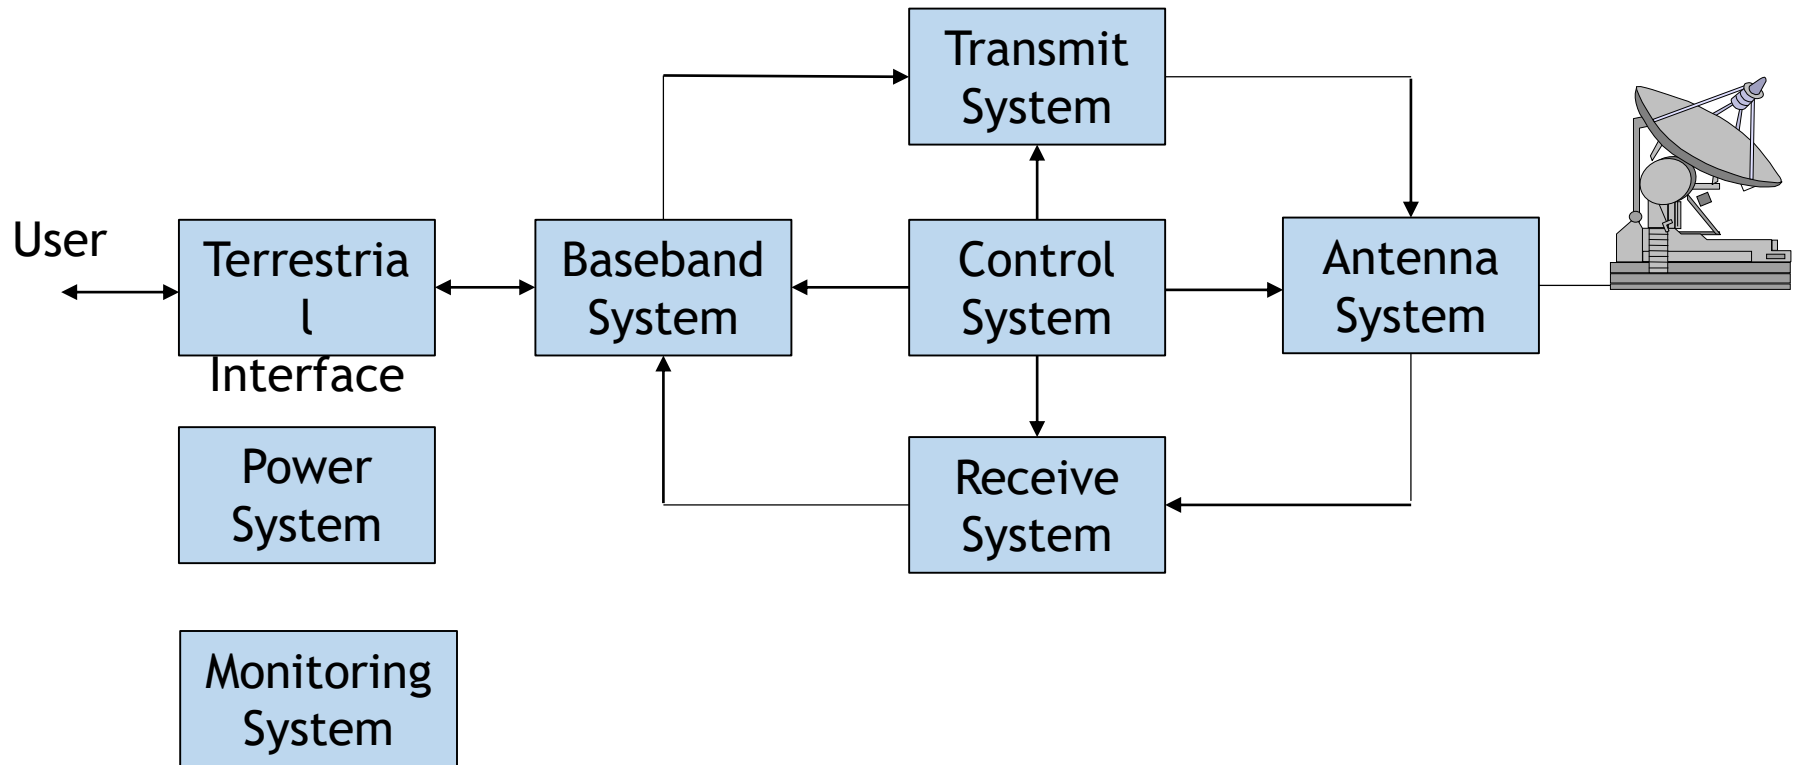 Transmit
System
User
Terrestria
l
Interface
Baseband
System
Control
System
Antenna
System
Power
System
Receive
System
Monitoring
System